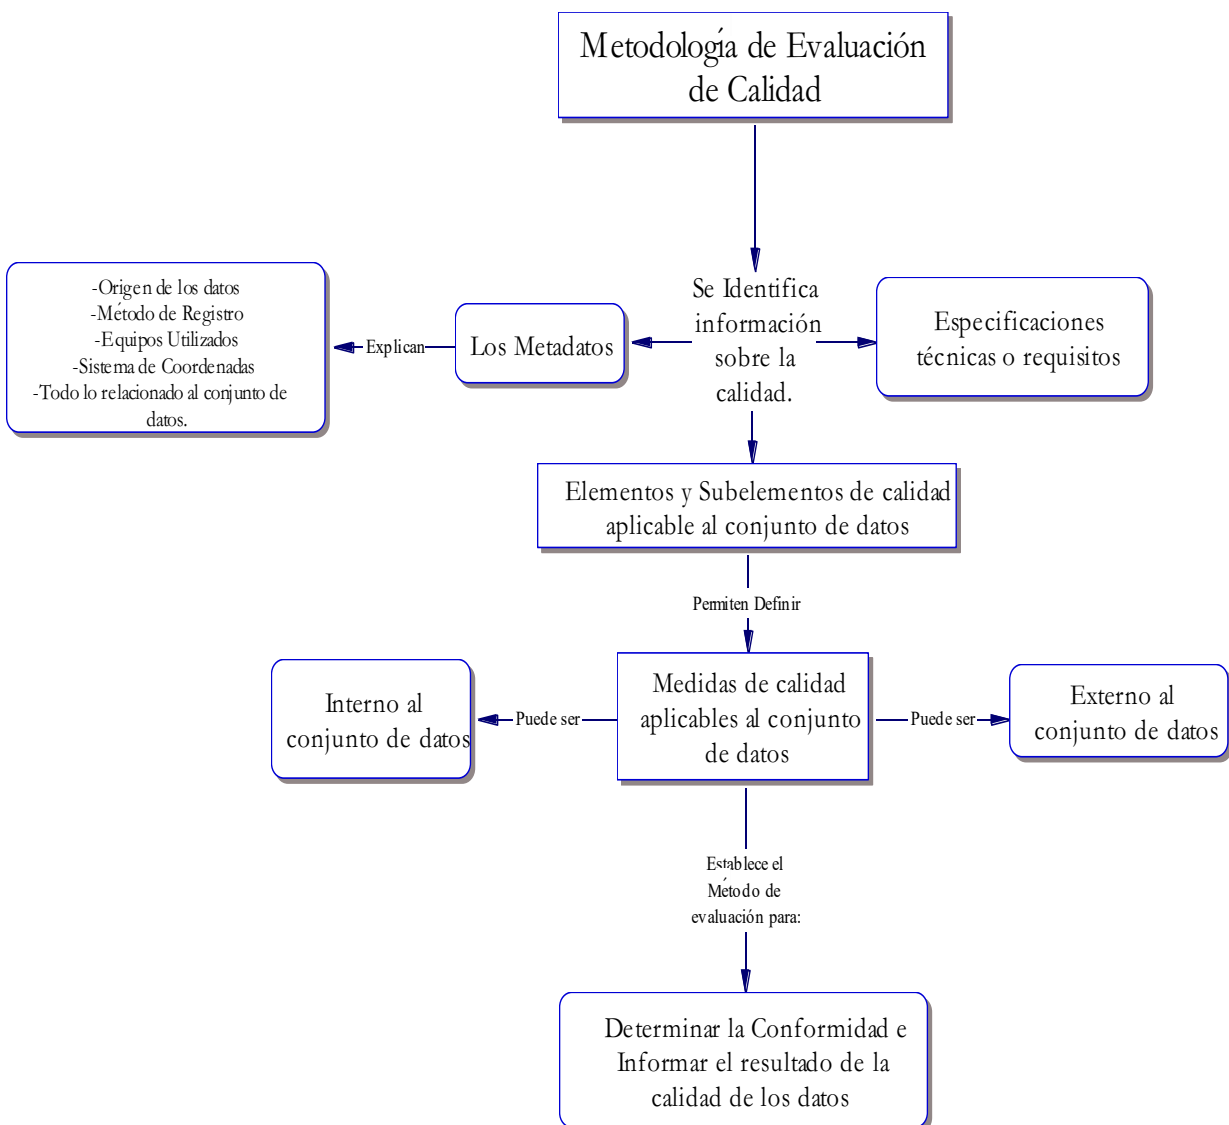 Metodología de Evaluación
de Calidad
-Origen de los datos
-Método de Registro
-Equipos Utilizados
-Sistema de Coordenadas
-Todo lo relacionado al conjunto de
datos.
Explican
Los Metadatos
Se Identifica
información
sobre la
calidad.
Especificaciones
técnicas o requisitos
Elementos y Subelementos de calidad
aplicable al conjunto de datos
Permiten Definir
Interno al
conjunto de datos
Puede ser
Medidas de calidad
aplicables al conjunto
de datos
Puede ser
Externo al
conjunto de datos
Establece el
Método de
evaluación para:
Determinar la Conformidad e
Informar el resultado de la
calidad de los datos